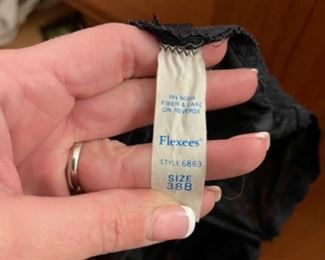 RN
FIBER & CARE
ON REVERSE
Flexees®
STYLE 6863
SIZE
38B